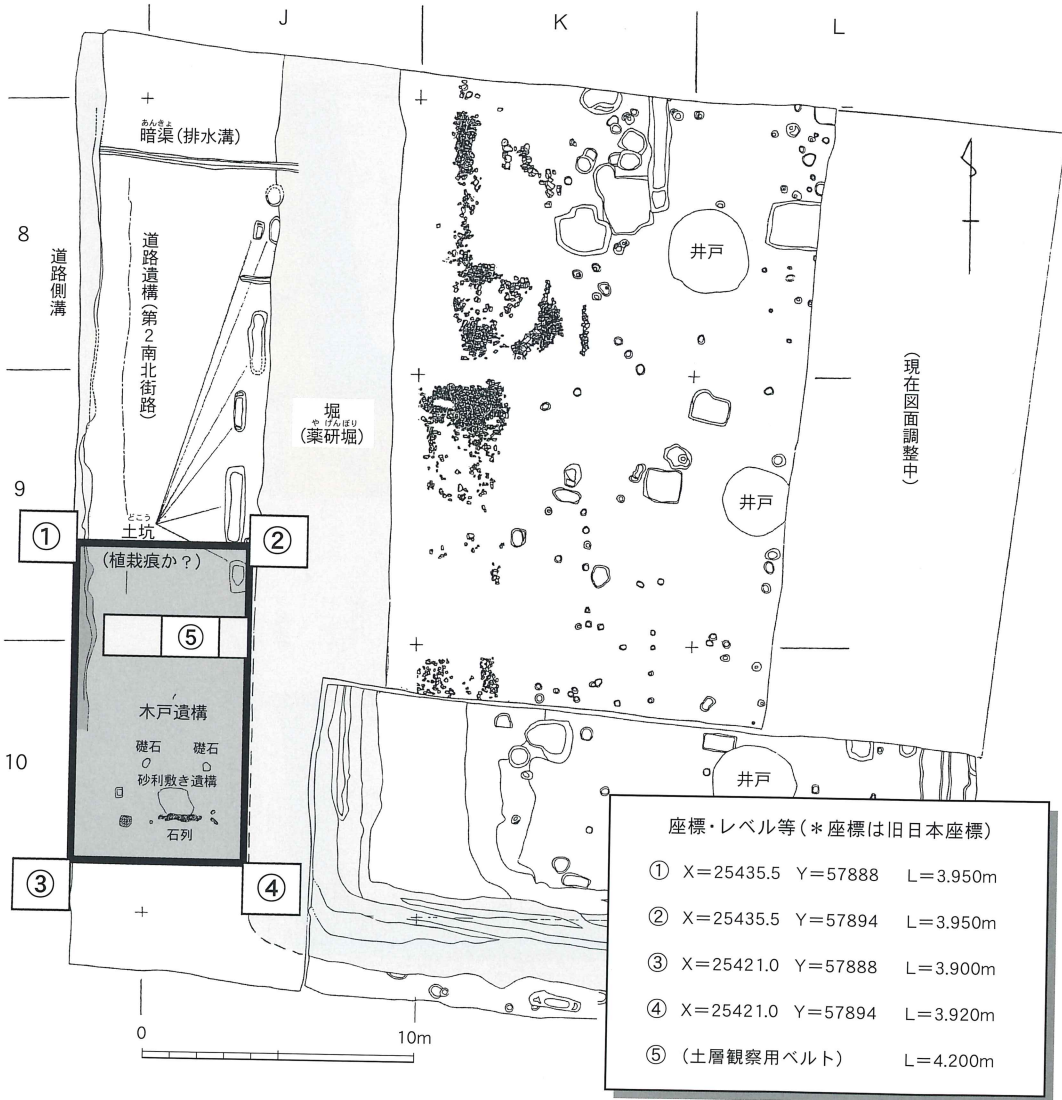 J
K
L
あんきょ
暗渠(排水溝)
8
道路側溝
道路遺構(第2南北街路)
井戸
(現在図面調整中)
堀
やげんぼり
(薬研堀)
9
井戸
どこう
土坑
①
②
(植栽痕か?)
⑤
木戸遺構
礎石 礎石
10
砂利敷き遺構
石列
井戸
③
④
0
10m
座標・レベル等(*座標は旧日本座標)
① X=25435.5 Y=57888 L=3.950m
② X=25435.5 Y=57894 L=3.950m
③ X=25421.0 Y=57888 L=3.900m
④ X=25421.0 Y=57894 L=3.920m
⑤ (土層観察用ベルト) L=4.200m